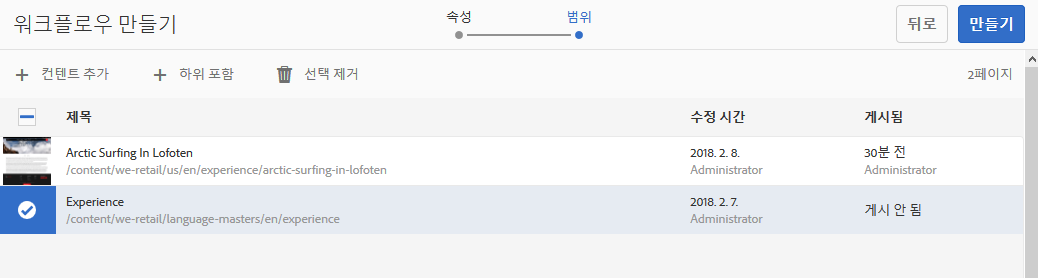 워크플로우 만들기
속성
범위
뒤로
만들기
컨텐트 추가
하위 포함
선택 제거
2페이지
제목
수정 시간
게시됨
Arctic Surfing In Lofoten
2018. 2. 8.
30분 전
/content/we-retail/us/en/experience/arctic-surfing-in-lofoten
Administrator
Administrator
Experience
2018. 2. 7.
게시 안 됨
/content/we-retail/language-masters/en/experience
Administrator